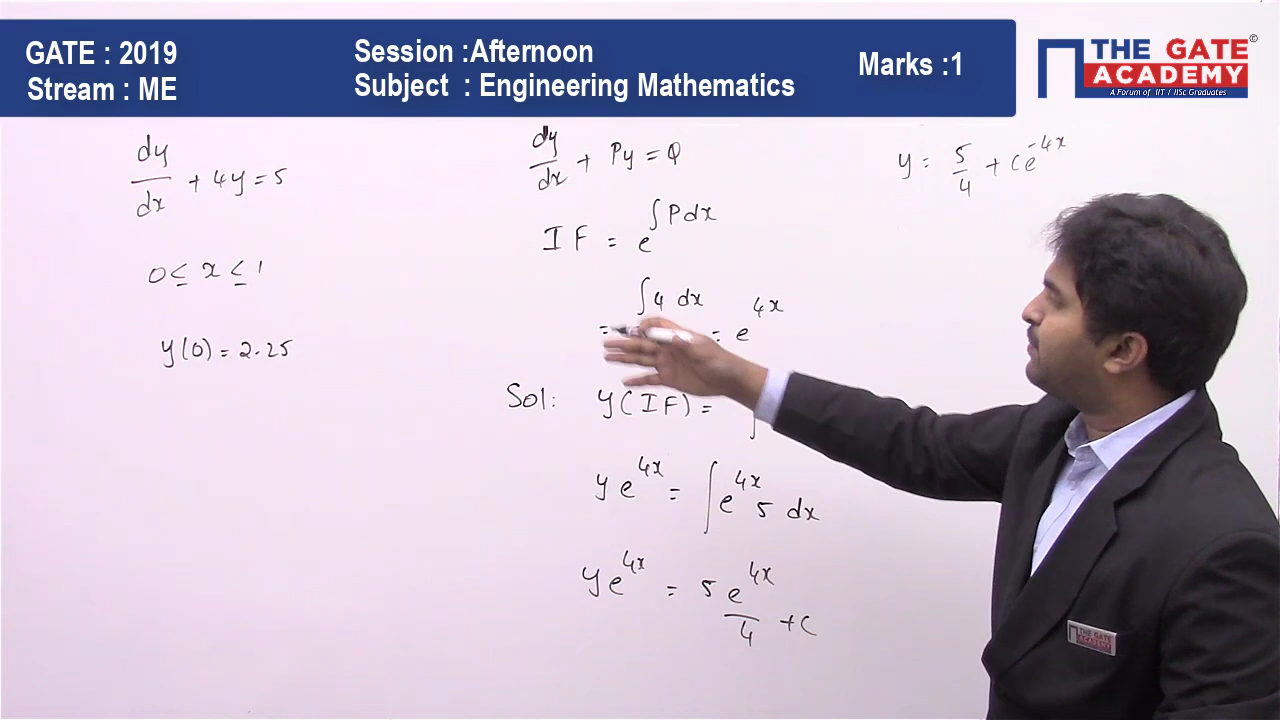 GATE : 2019
Stream : ME
Session :Afternoon
Subject : Engineering Mathematics
Marks :1
THE GATE
ACADEMY
©
A Forum of IIT / IISc Graduates
dy/dx + 4y = 5
0 ≤ x ≤ 1
y(0) = 2.25
dy/dx + Py = Q
IF = e^∫Pdx
= ∫4 dx = e^4x
Sol: y(IF) = ∫
ye^4x = ∫e^4x 5 dx
ye^4x = 5e^4x/4 + C
y = 5/4 + Ce^-4x
THE GATE
ACADEMY